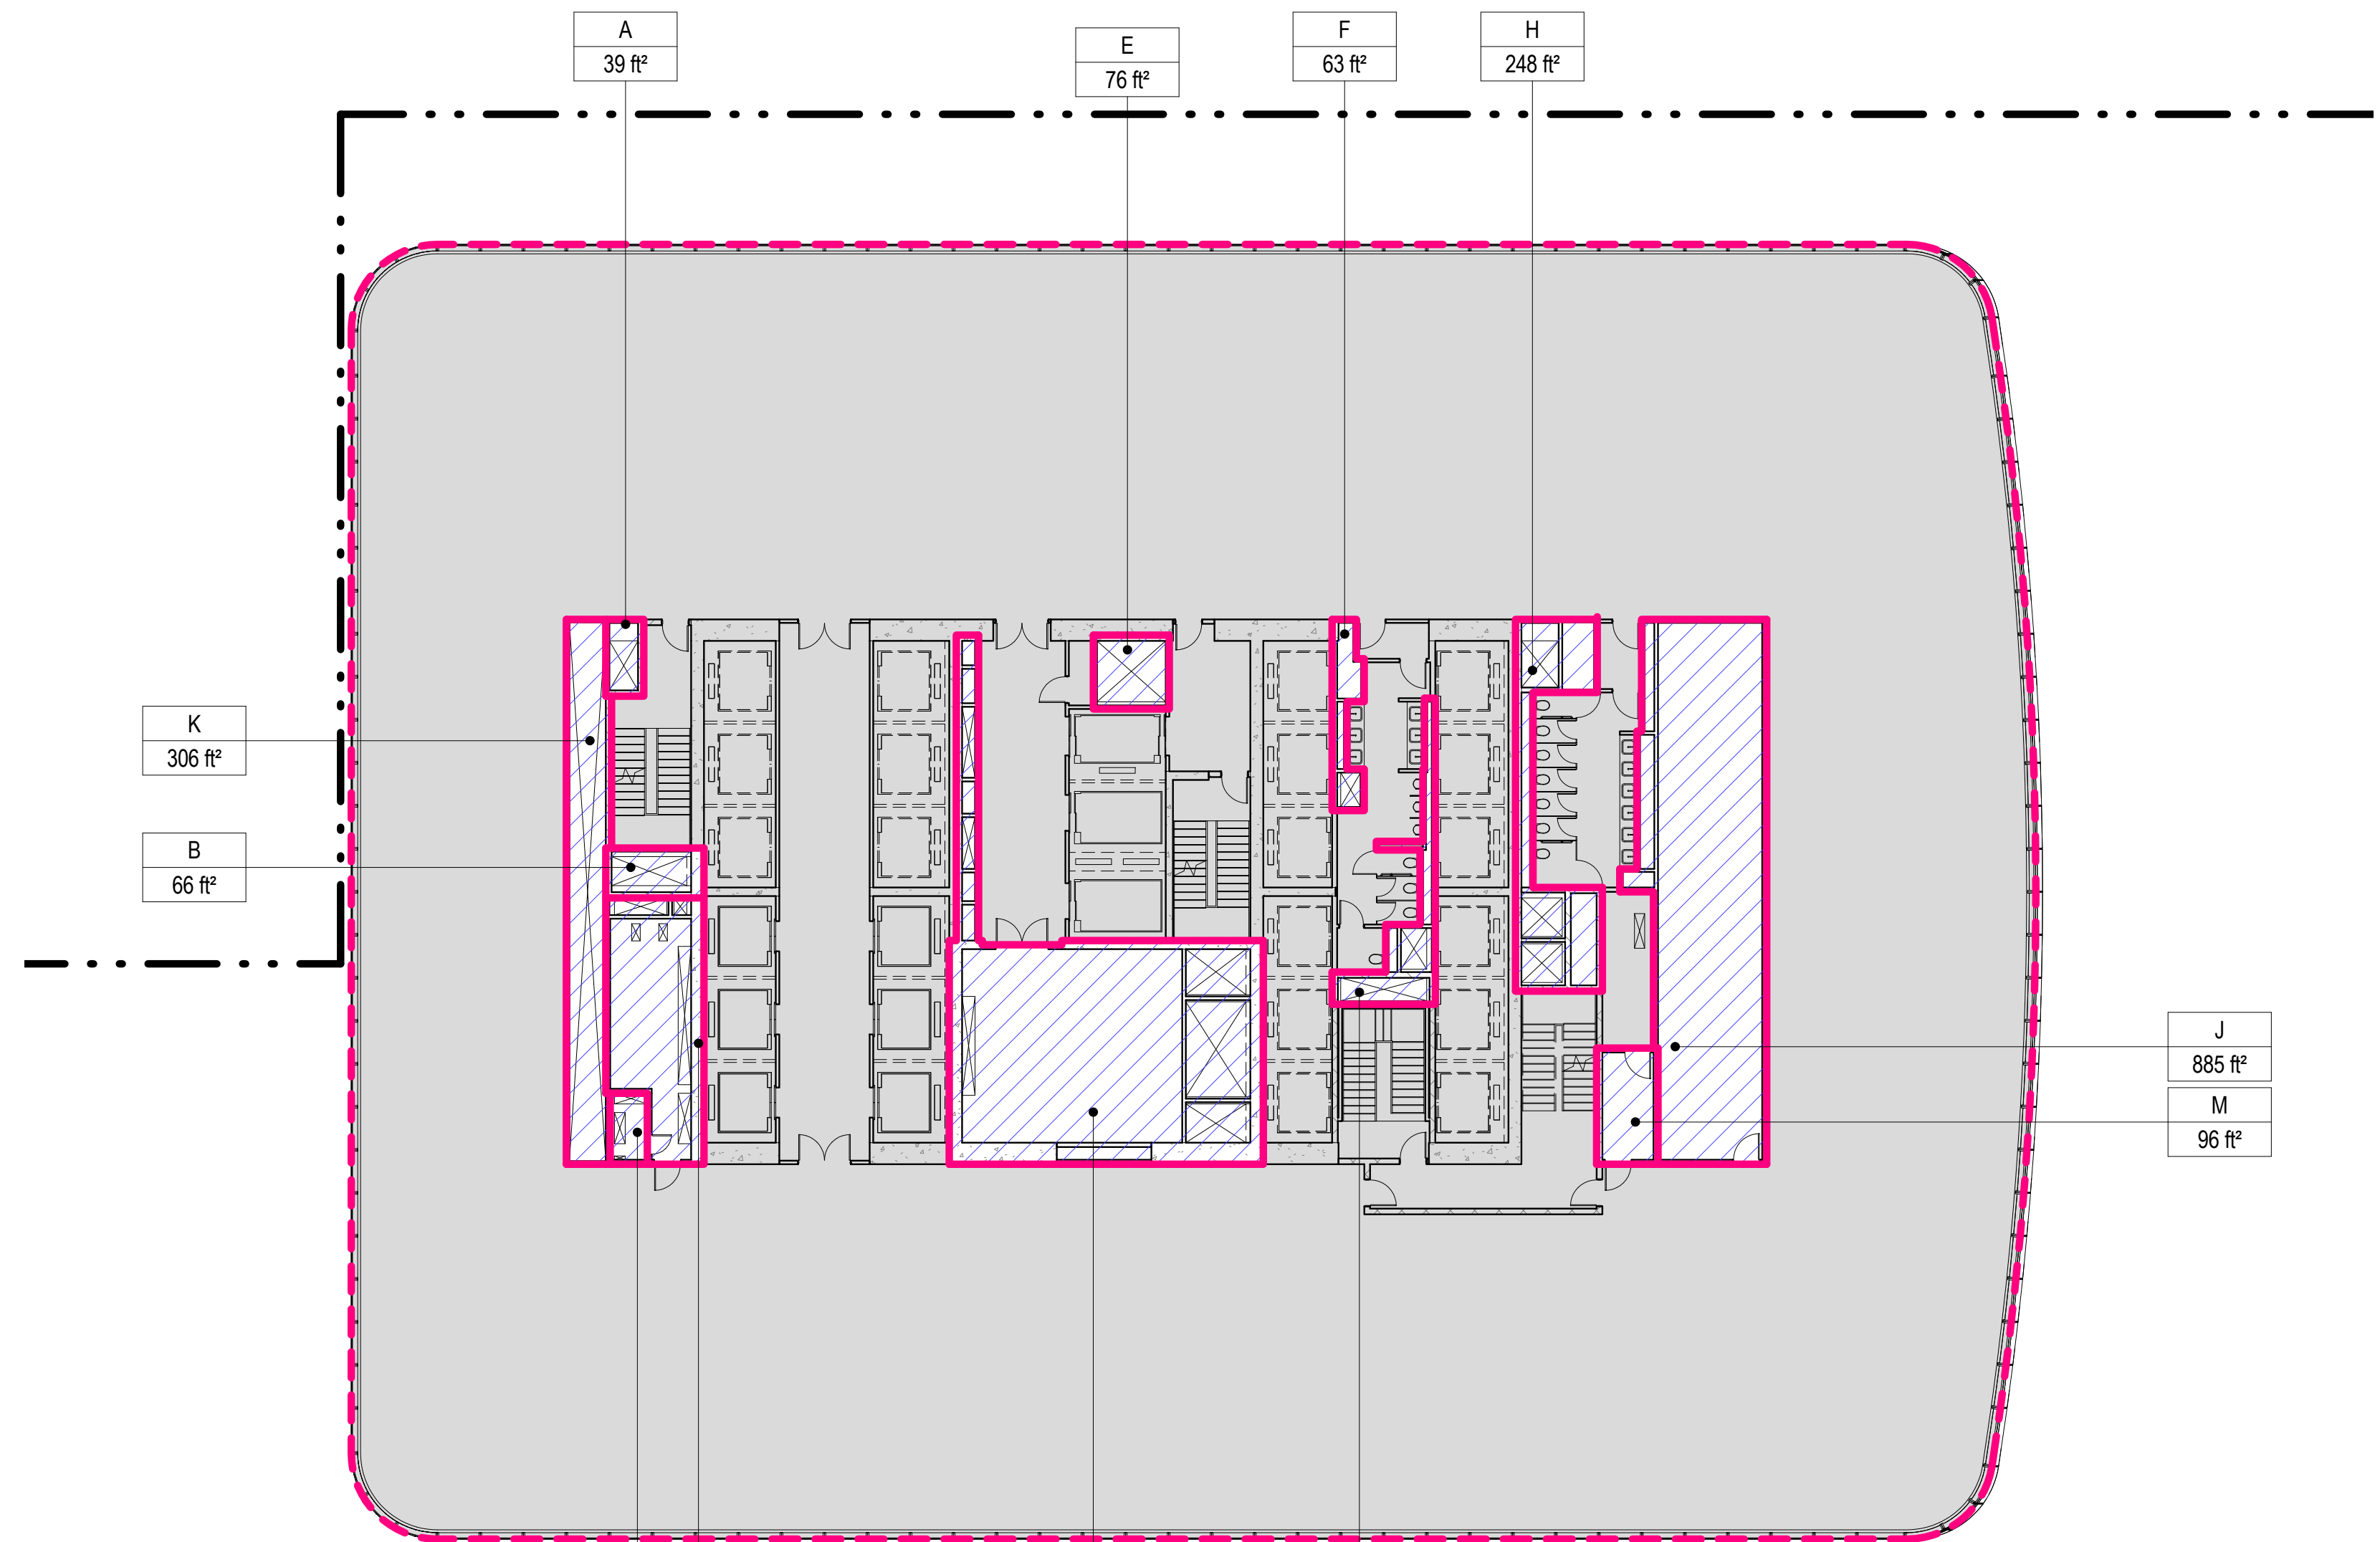 A
39 ft²
E
76 ft²
F
63 ft²
H
248 ft²
K
306 ft²
B
66 ft²
J
885 ft²
M
96 ft²